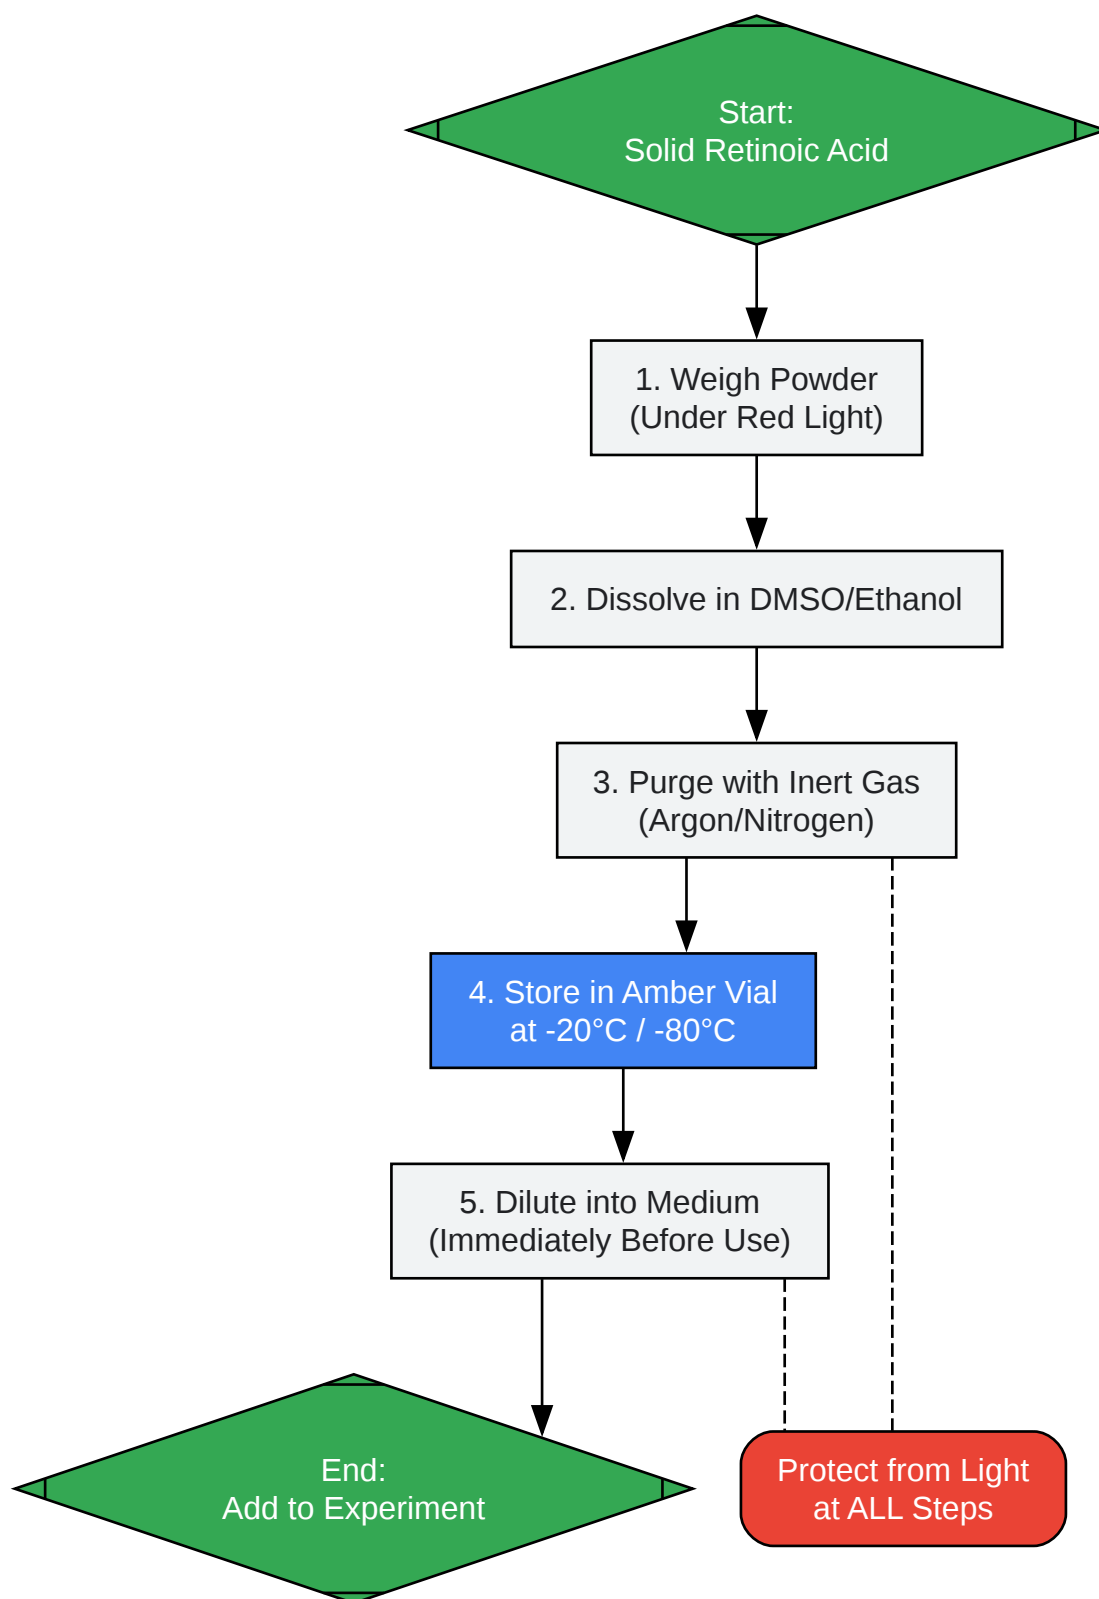 Start:
Solid Retinoic Acid
1. Weigh Powder
(Under Red Light)
2. Dissolve in DMSO/Ethanol
3. Purge with Inert Gas
(Argon/Nitrogen)
4. Store in Amber Vial
at -20°C / -80°C
5. Dilute into Medium
(Immediately Before Use)
End:
Add to Experiment
Protect from Light
at ALL Steps